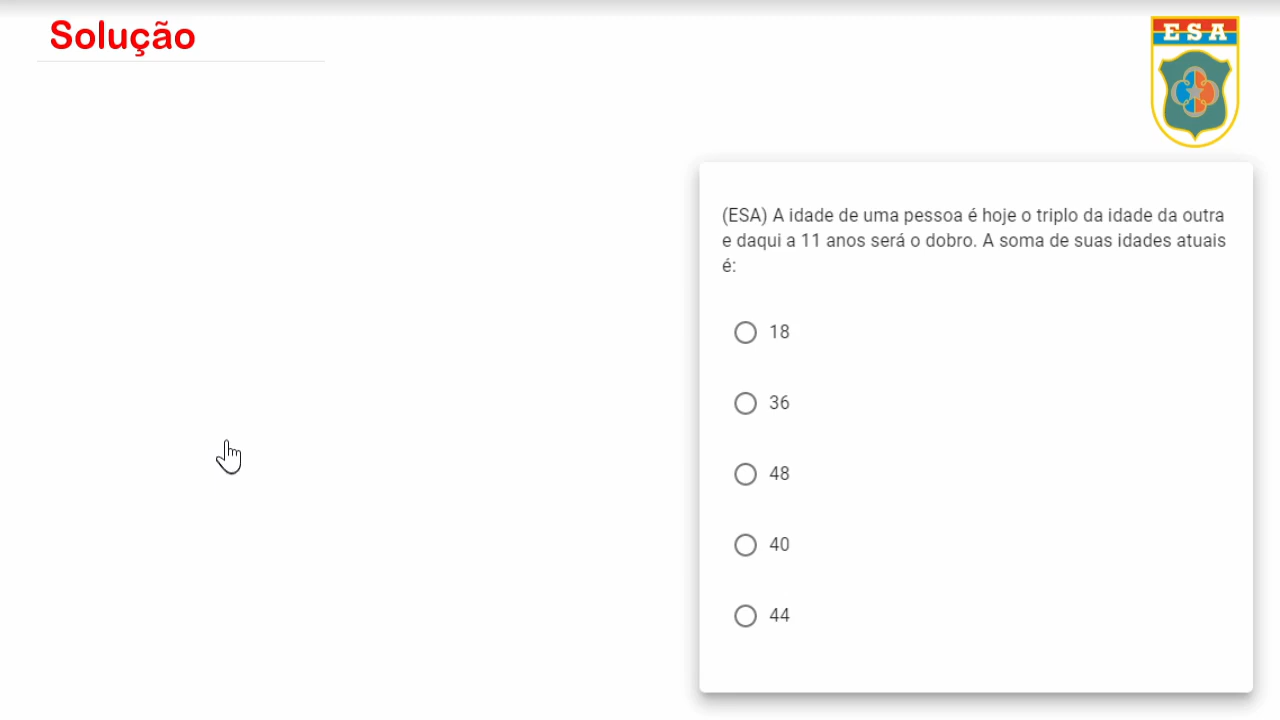 Solução
ESA
(ESA) A idade de uma pessoa é hoje o triplo da idade da outra
e daqui a 11 anos será o dobro. A soma de suas idades atuais
é:
18
36
48
40
44